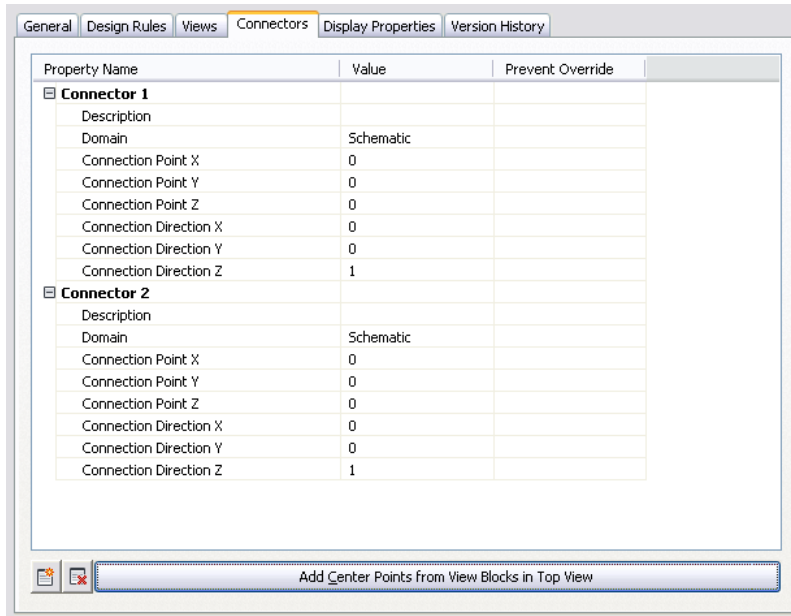 General Design Rules Views Connectors Display Properties Version History
Property Name Value Prevent Override
Connector 1
Description
Domain Schematic
Connection Point X 0
Connection Point Y 0
Connection Point Z 0
Connection Direction X 0
Connection Direction Y 0
Connection Direction Z 1
Connector 2
Description
Domain Schematic
Connection Point X 0
Connection Point Y 0
Connection Point Z 0
Connection Direction X 0
Connection Direction Y 0
Connection Direction Z 1
Add Center Points from View Blocks in Top View